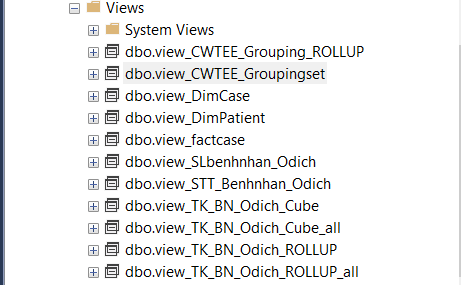 Views
System Views
dbo.view_CWTEE_Grouping_ROLLUP
dbo.view_CWTEE_Groupingset
dbo.view_DimCase
dbo.view_DimPatient
dbo.view_factcase
dbo.view_SLbenhnhan_Odich
dbo.view_STT_Benhnhan_Odich
dbo.view_TK_BN_Odich_Cube
dbo.view_TK_BN_Odich_Cube_all
dbo.view_TK_BN_Odich_ROLLUP
dbo.view_TK_BN_Odich_ROLLUP_all